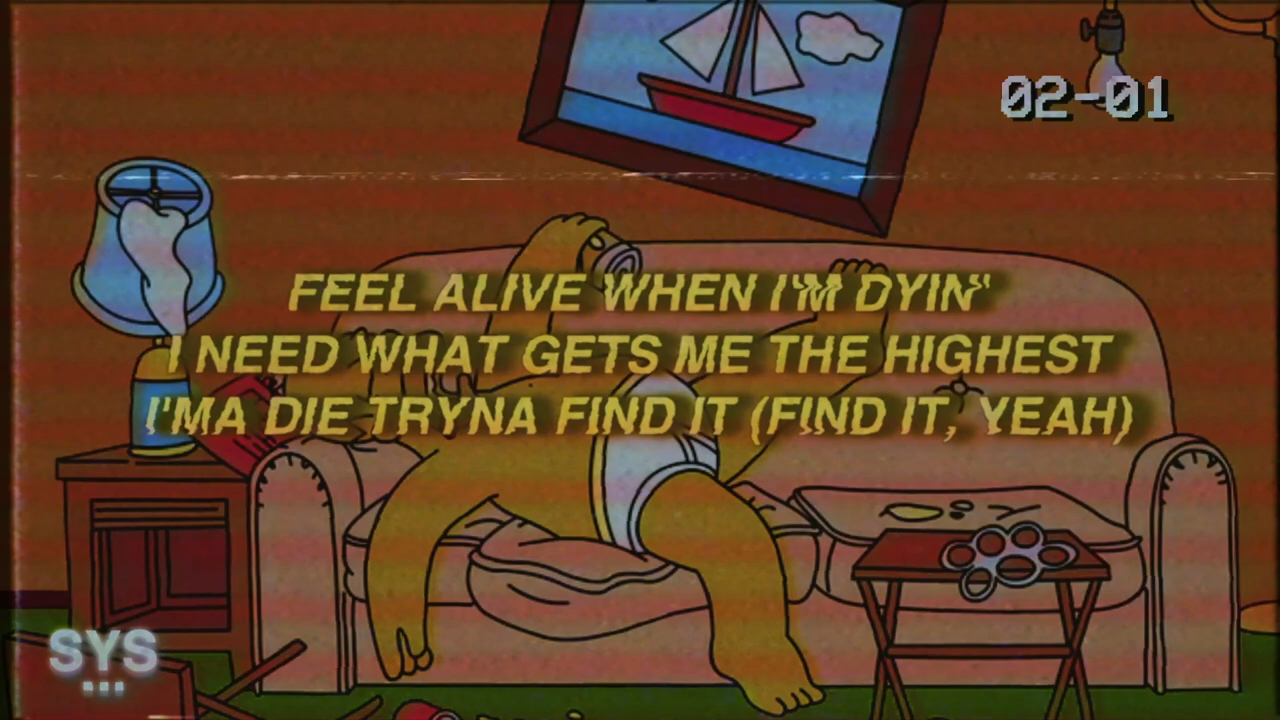 02-01
FEEL ALIVE WHEN I'M DYIN'
I NEED WHAT GETS ME THE HIGHEST
I'MA DIE TRYNA FIND IT (FIND IT, YEAH)
SYS